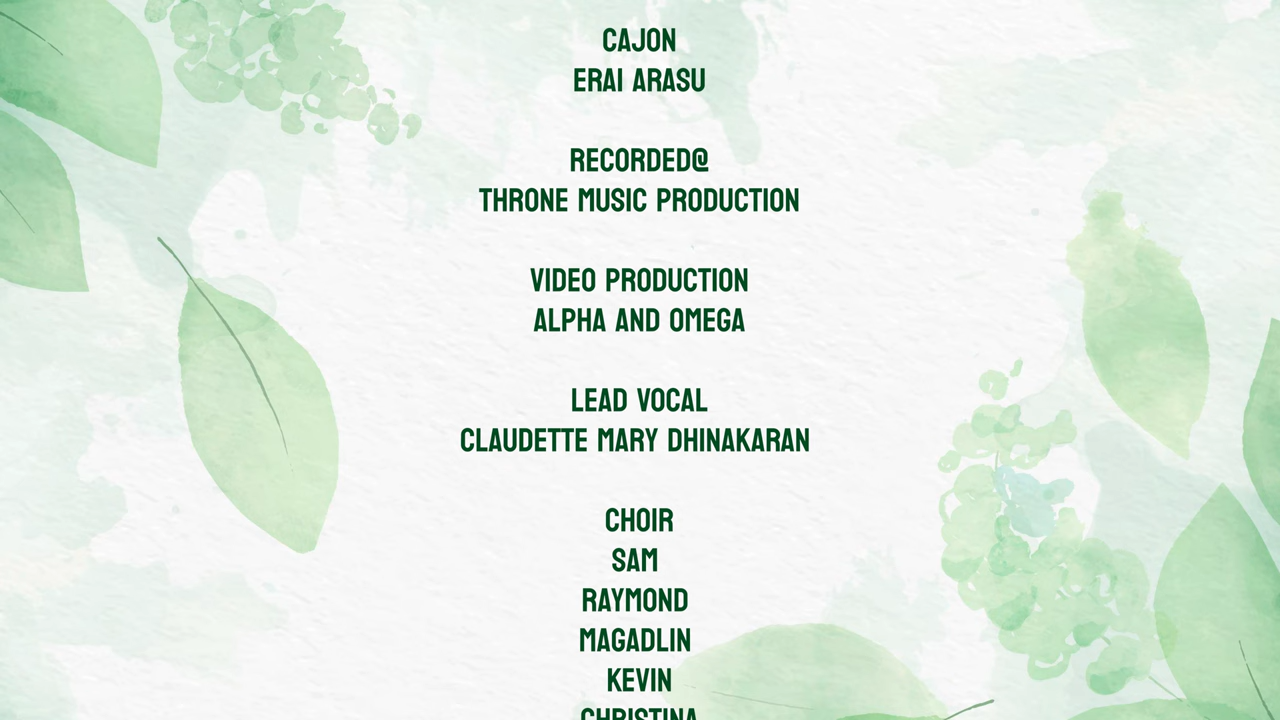 CAJON
ERAI ARASU
RECORDED@
THRONE MUSIC PRODUCTION
VIDEO PRODUCTION
ALPHA AND OMEGA
LEAD VOCAL
CLAUDETTE MARY DHINAKARAN
CHOIR
SAM
RAYMOND
MAGADLIN
KEVIN
CHRISTINA